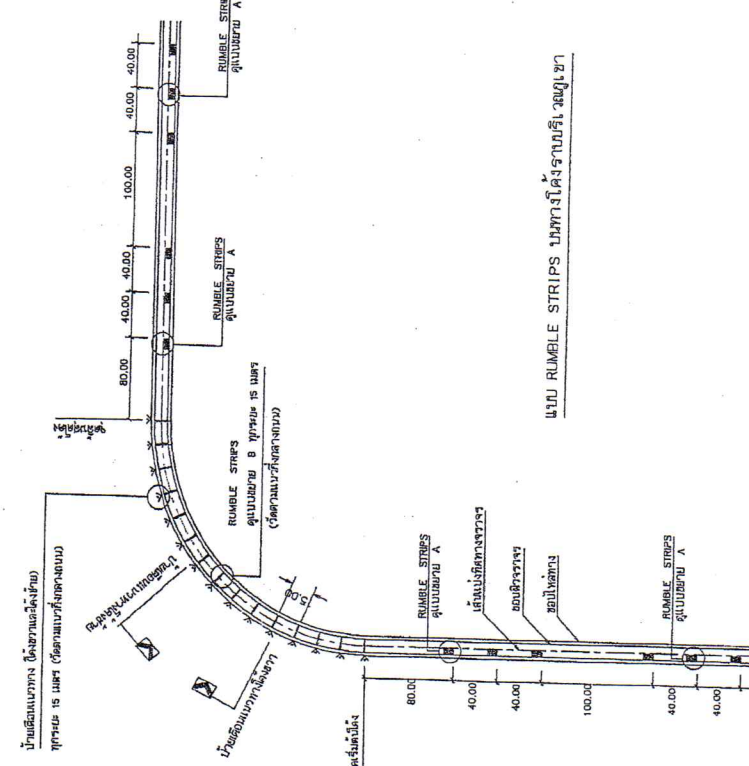 ป้ายเตือนแนวทาง (โค้งขวาและโค้งซ้าย)
ทุกระยะ 15 เมตร (วัดตามแนวกึ่งกลางถนน)
80.00
40.00
40.00
100.00
40.00
40.00
RUMBLE STRIPS
ดูแบบขยาย A
RUMBLE STRIPS
ดูแบบขยาย A
RUMBLE STRIPS
ดูแบบขยาย B ทุกระยะ 15 เมตร
(วัดตามแนวกึ่งกลางถนน)
ป้ายเตือนแนวทางโค้งขวา
RUMBLE STRIPS
ดูแบบขยาย A
เส้นแบ่งทิศทางจราจร
ขอบผิวจราจร
ขอบไหล่ทาง
RUMBLE STRIPS
ดูแบบขยาย A
80.00
40.00
40.00
100.00
40.00
40.00
แบบ RUMBLE STRIPS บนทางโค้งราบบริเวณภูเขา